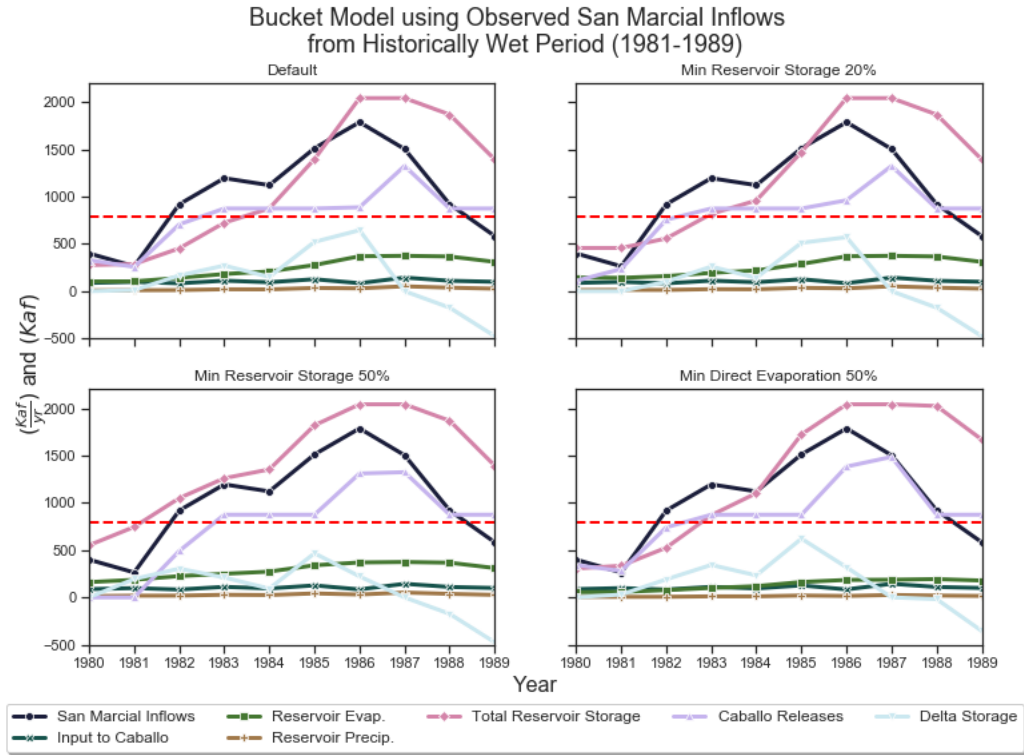 Bucket Model using Observed San Marcial Inflows
from Historically Wet Period (1981-1989)
Default
Min Reservoir Storage 20%
2000
1500
1000
500
0
−500
Min Reservoir Storage 50%
Min Direct Evaporation 50%
2000
1500
1000
500
0
−500
(Kaf/yr) and (Kaf)
1980 1981 1982 1983 1984 1985 1986 1987 1988 1989
1980 1981 1982 1983 1984 1985 1986 1987 1988 1989
Year
San Marcial Inflows Reservoir Evap. Total Reservoir Storage Caballo Releases Delta Storage
Input to Caballo Reservoir Precip.